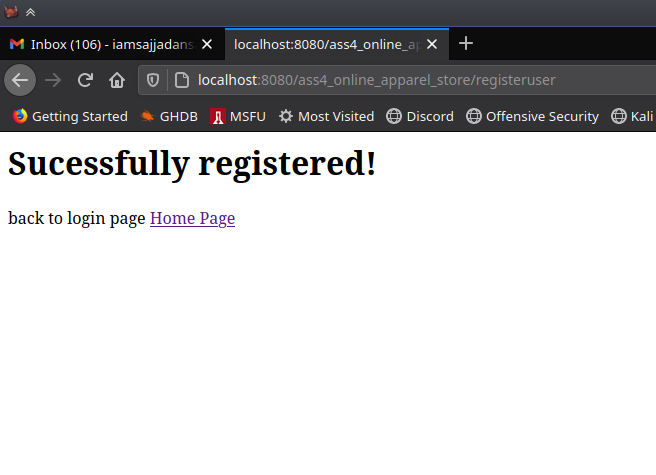 Inbox (106) - iamsajjadans
localhost:8080/ass4_online_ap
localhost:8080/ass4_online_apparel_store/registeruser
Getting Started GHDB MSFU Most Visited Discord Offensive Security Kali
Sucessfully registered!
back to login page Home Page